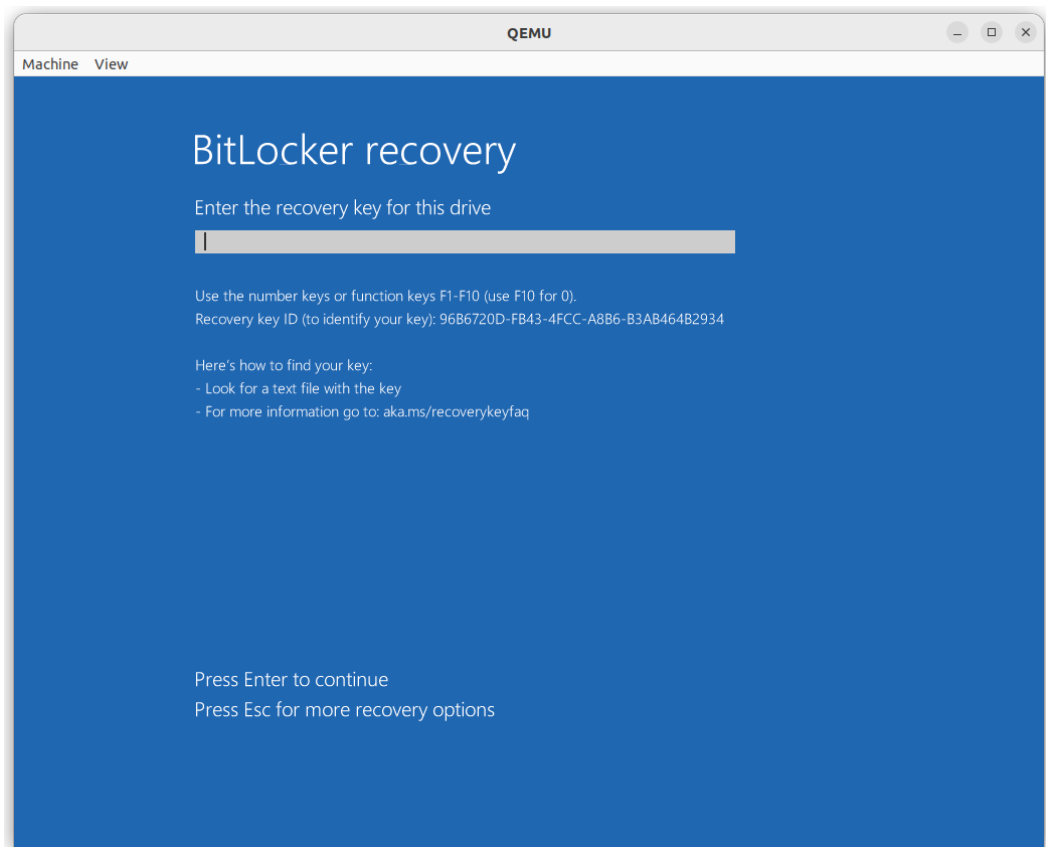 QEMU
Machine View
BitLocker recovery
Enter the recovery key for this drive
Use the number keys or function keys F1-F10 (use F10 for 0).
Recovery key ID (to identify your key): 96B6720D-FB43-4FCC-A8B6-B3AB464B2934
Here's how to find your key:
- Look for a text file with the key
- For more information go to: aka.ms/recoverykeyfaq
Press Enter to continue
Press Esc for more recovery options